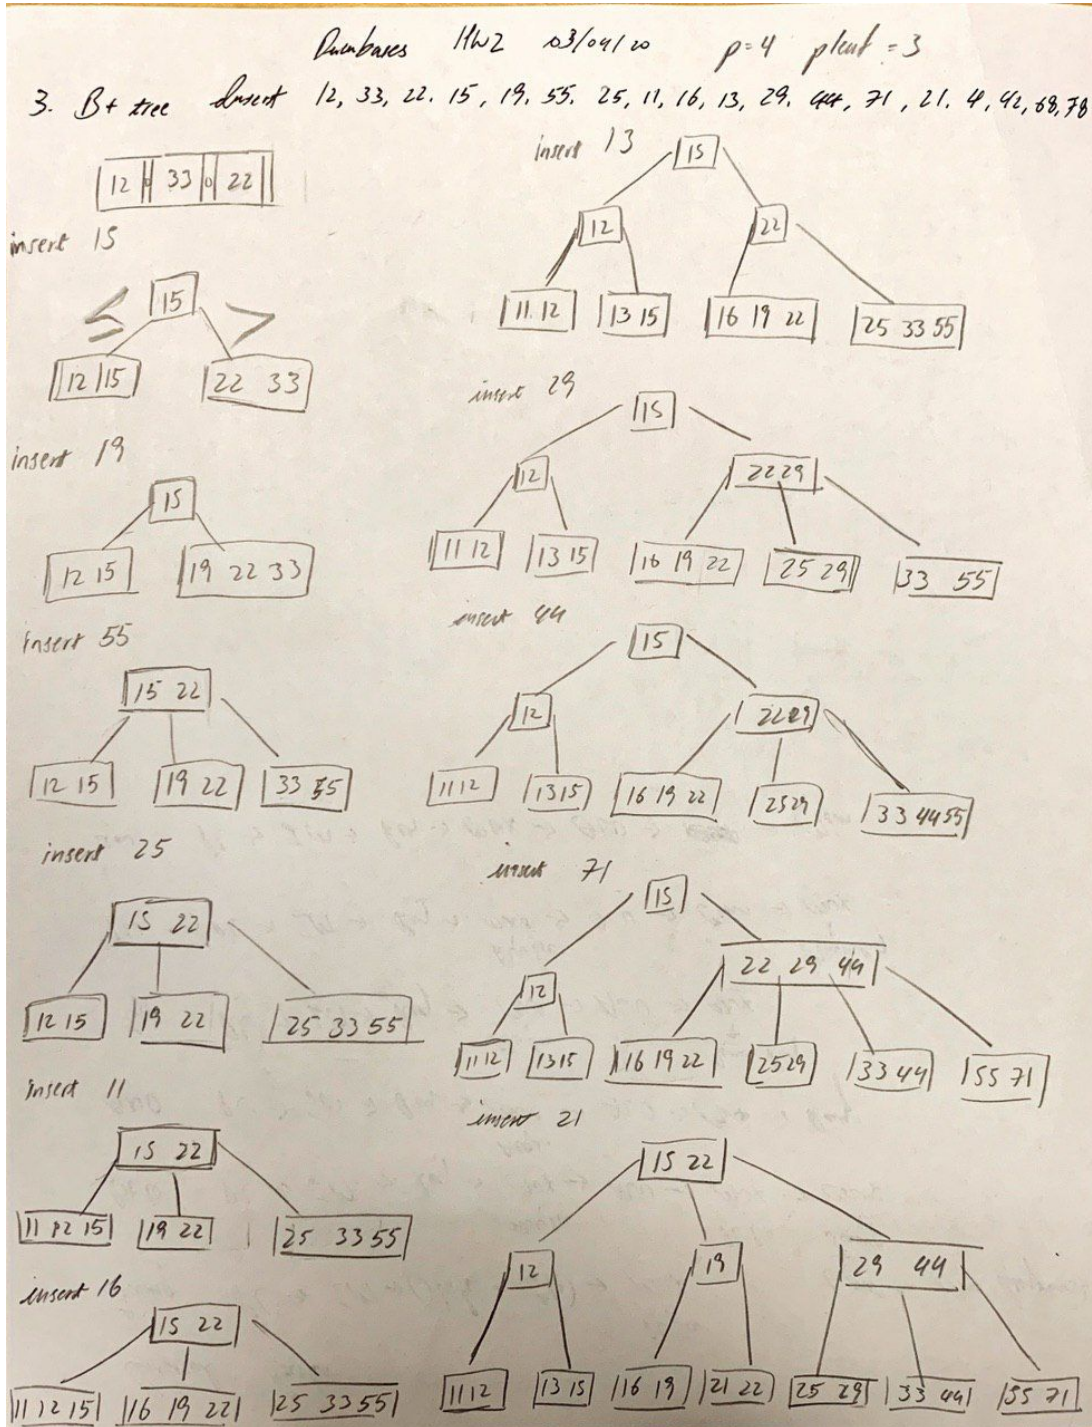 Databases HW2 03/04/20 p=4 pleaf=3
3. B+ tree Insert 12, 33, 22. 15, 19, 55. 25, 11, 16, 13, 29. 44, 71, 21. 4, 42, 68, 78
12 33 22
insert 15
15
≤ >
12 15 22 33
insert 19
15
12 15 19 22 33
insert 55
15 22
12 15 19 22 33 55
insert 25
15 22
12 15 19 22 25 33 55
insert 11
15 22
11 12 15 19 22 25 33 55
insert 16
15 22
11 12 15 16 19 22 25 33 55
insert 13
15
12 22
11 12 13 15 16 19 22 25 33 55
insert 29
15
12 22 29
11 12 13 15 16 19 22 25 29 33 55
insert 44
15
12 22 29
11 12 13 15 16 19 22 25 29 33 44 55
insert 71
15
22 29 44
12
11 12 13 15 16 19 22 25 29 33 44 55 71
insert 21
15 22
12 19 29 44
11 12 13 15 16 19 21 22 25 29 33 44 55 71